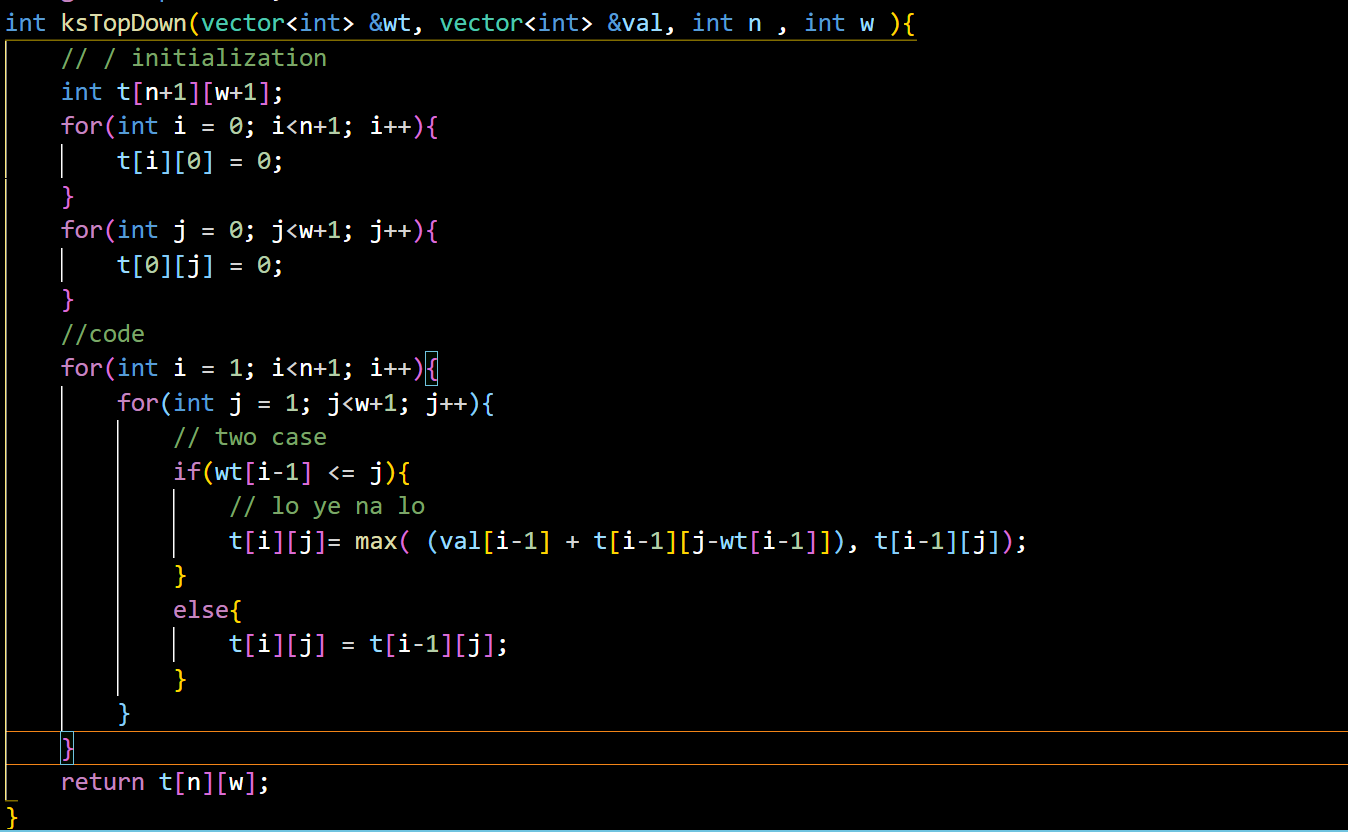 int ksTopDown(vector<int> &wt, vector<int> &val, int n , int w ){
    // / initialization
    int t[n+1][w+1];
    for(int i = 0; i<n+1; i++){
        t[i][0] = 0;
    }
    for(int j = 0; j<w+1; j++){
        t[0][j] = 0;
    }
    //code
    for(int i = 1; i<n+1; i++){
        for(int j = 1; j<w+1; j++){
            // two case
            if(wt[i-1] <= j){
                // lo ye na lo
                t[i][j]= max( (val[i-1] + t[i-1][j-wt[i-1]]), t[i-1][j]);
            }
            else{
                t[i][j] = t[i-1][j];
            }
        }
    }
    return t[n][w];
}